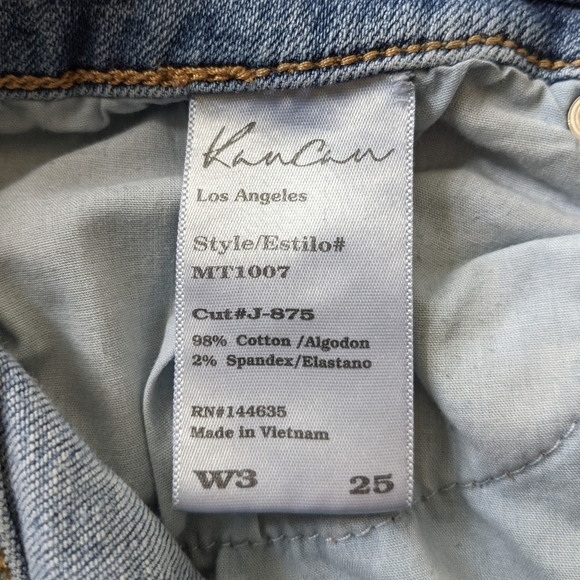 KanCan
Los Angeles
Style/Estilo#
MT1007
Cut#J-875
98% Cotton /Algodon
2% Spandex/Elastano
RN#144635
Made in Vietnam
W3 25